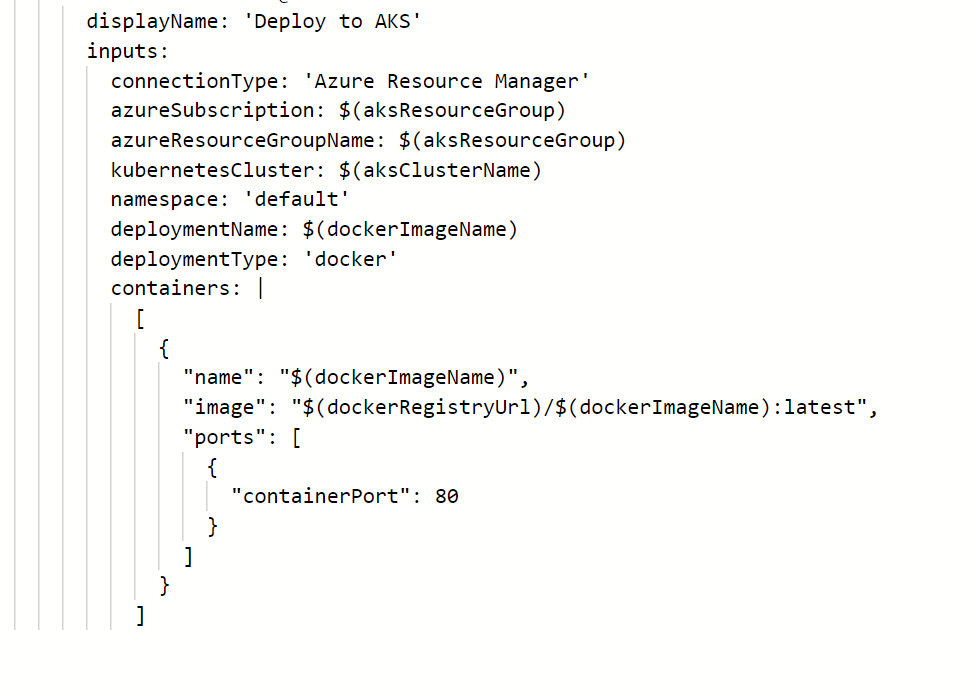 displayName: 'Deploy to AKS'
inputs:
connectionType: 'Azure Resource Manager'
azureSubscription: $(aksResourceGroup)
azureResourceGroupName: $(aksResourceGroup)
kubernetesCluster: $(aksClusterName)
namespace: 'default'
deploymentName: $(dockerImageName)
deploymentType: 'docker'
containers: |
[
{
"name": "$(dockerImageName)",
"image": "$(dockerRegistryUrl)/$(dockerImageName):latest",
"ports": [
{
"containerPort": 80
}
]
}
]